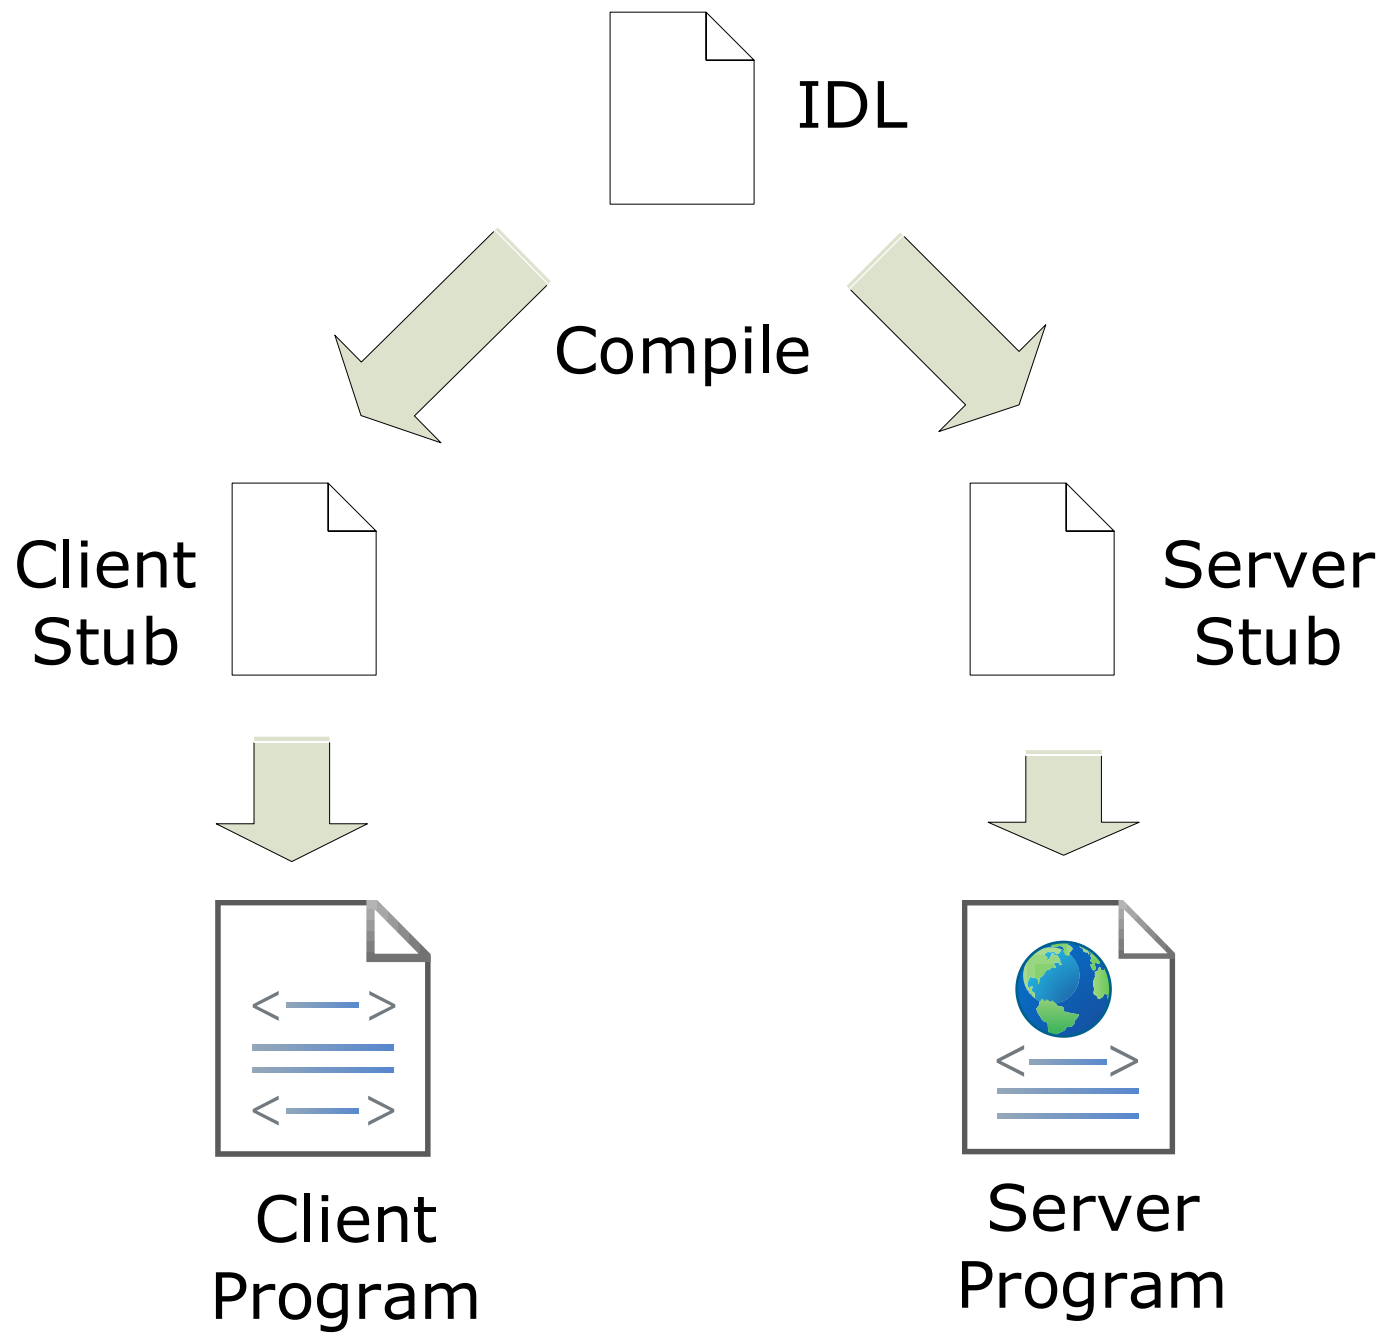 IDL
Compile
Client
Stub
Server
Stub
Client
Program
Server
Program